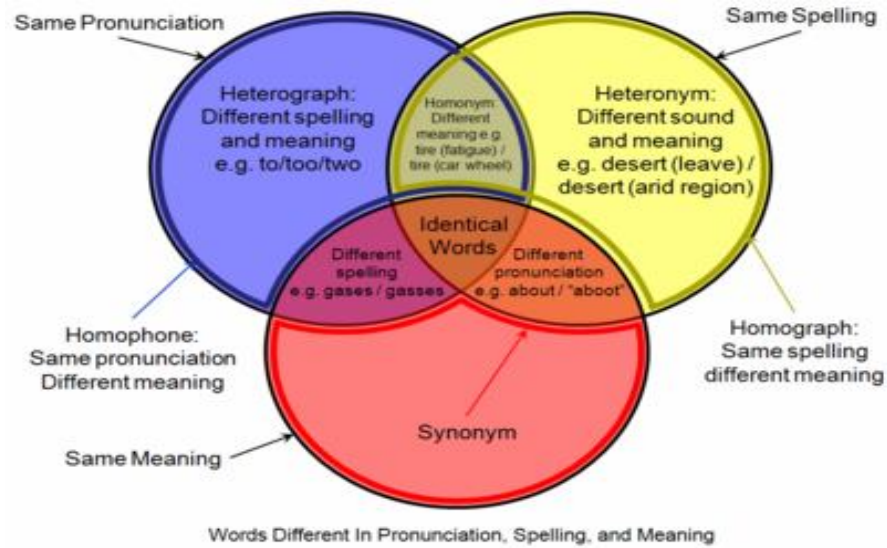 Same Pronunciation
Same Spelling
Heterograph:
Different spelling
and meaning
e.g. to/too/two
Homonym:
Different
meaning e.g.
tire (fatigue) /
tire (car wheel)
Heteronym:
Different sound
and meaning
e.g. desert (leave) /
desert (arid region)
Identical
Words
Different
spelling
e.g. gases / gasses
Different
pronunciation
e.g. about / "aboot"
Homophone:
Same pronunciation
Different meaning
Homograph:
Same spelling
different meaning
Synonym
Same Meaning
Words Different In Pronunciation, Spelling, and Meaning